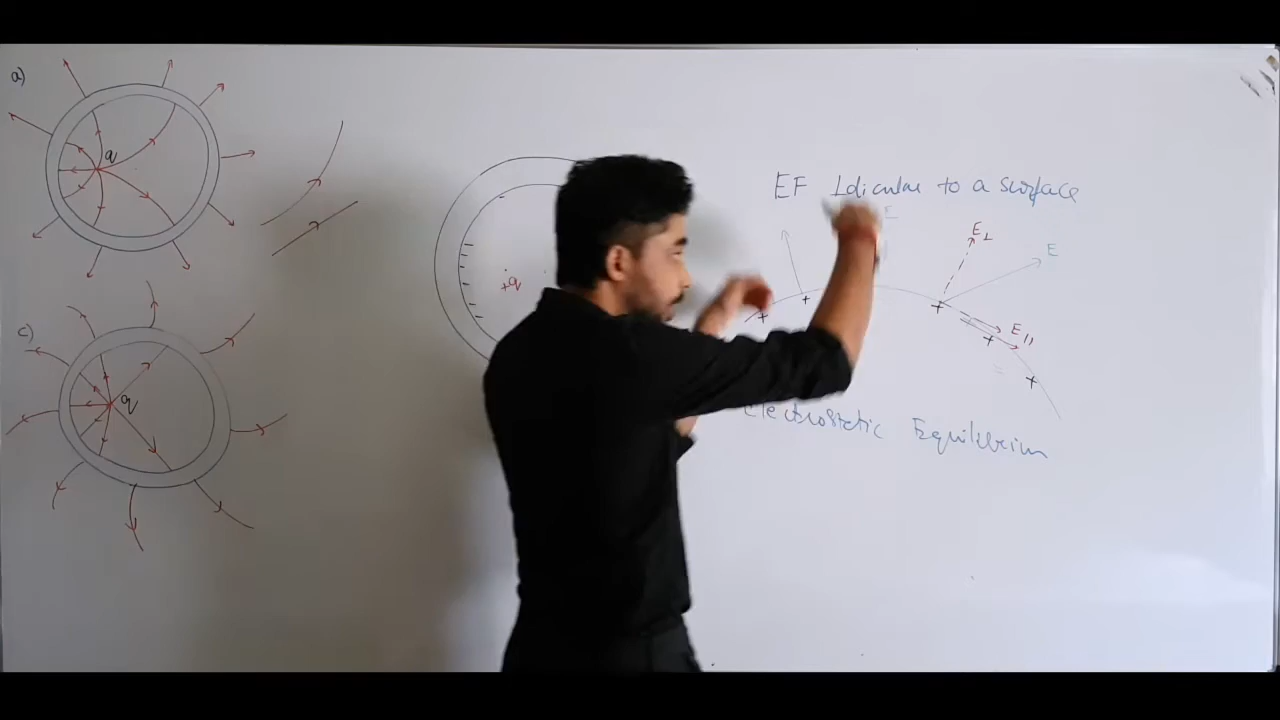 a)
q
c)
q
+q
EF ⊥dicular to a surface
E
E⊥
E
+ + + + +
E||
Electrostatic Equilibrium